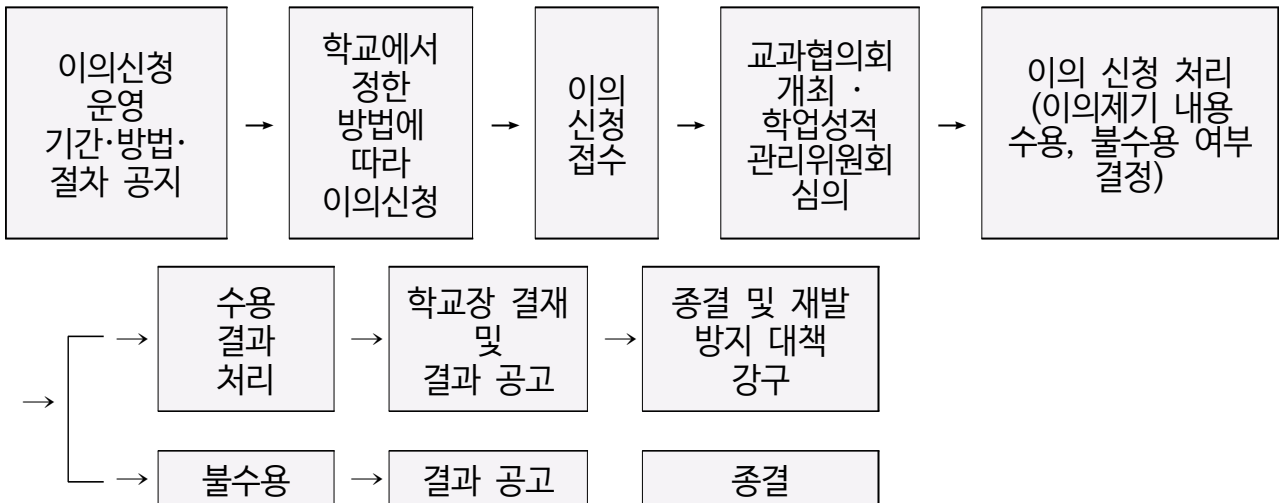 이의신청
운영
기간·방법·
절차 공지
→
학교에서
정한
방법에
따라
이의신청
→
이의
신청
접수
→
교과협의회
개최 ·
학업성적
관리위원회
심의
→
이의 신청 처리
(이의제기 내용
수용, 불수용 여부
결정)
→
→
수용
결과
처리
→
학교장 결재
및
결과 공고
→
종결 및 재발
방지 대책
강구
→
불수용
→
결과 공고
종결